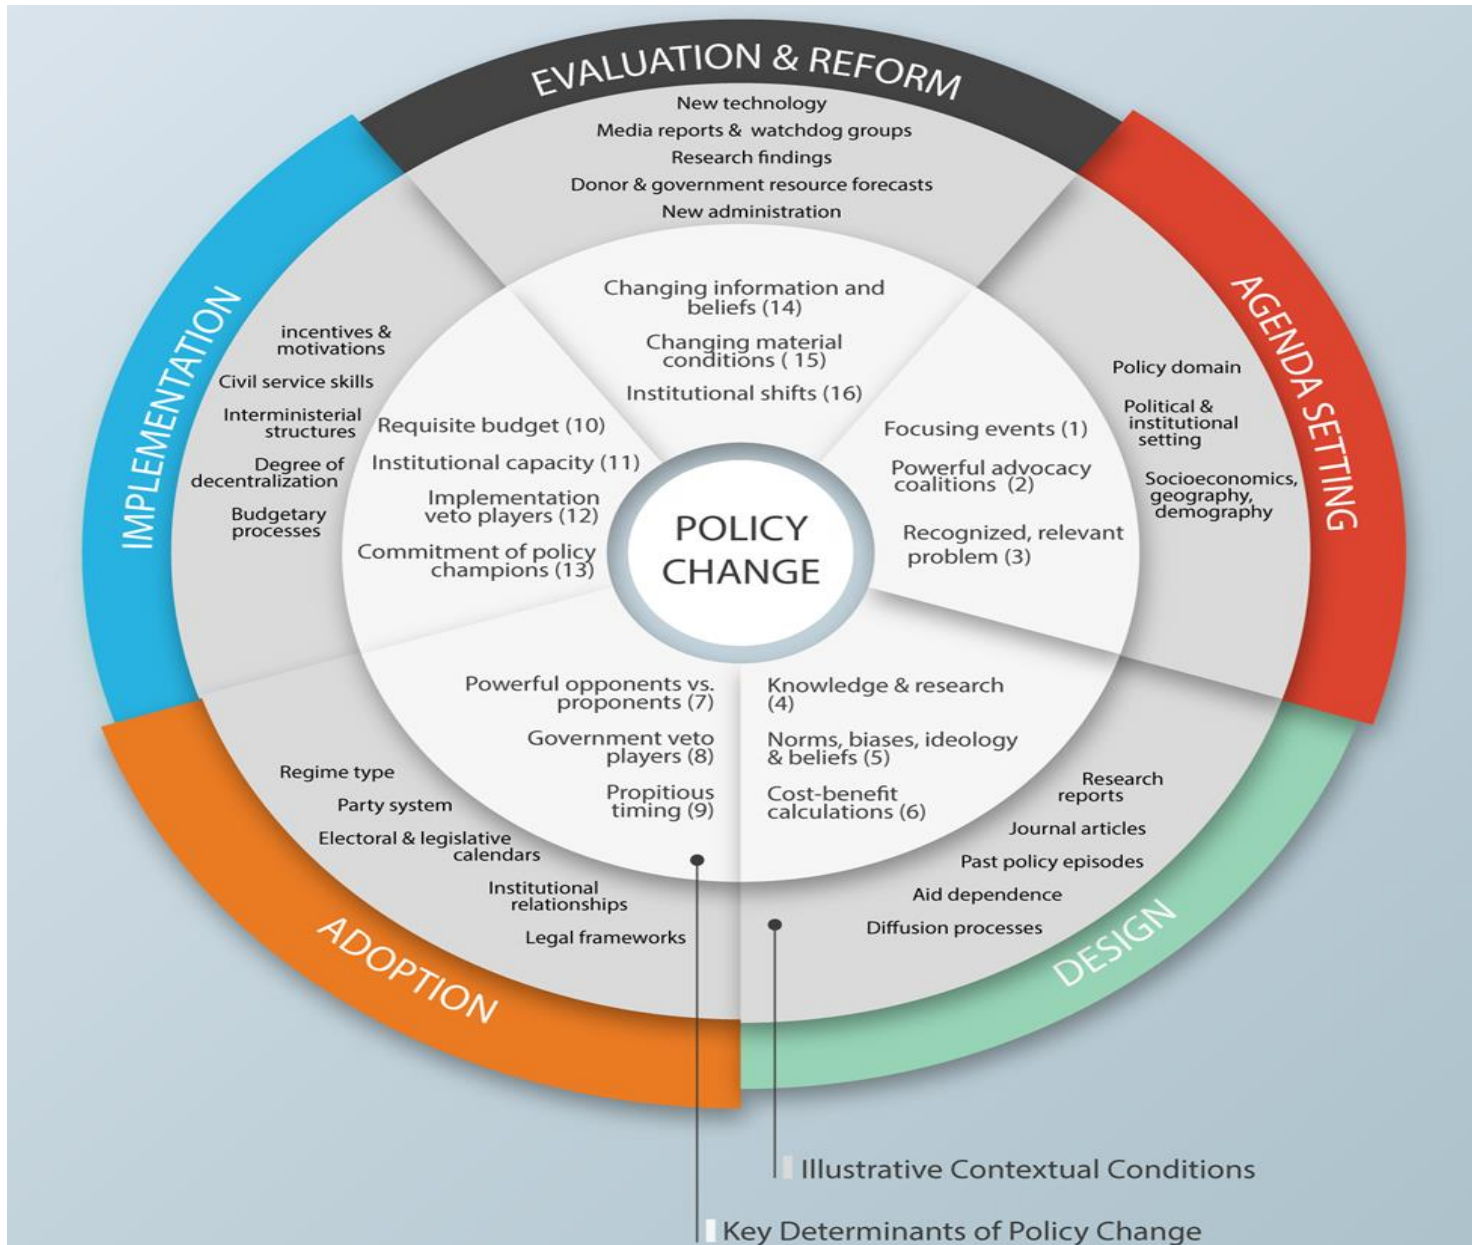 EVALUATION & REFORM
New technology
Media reports & watchdog groups
Research findings
Donor & government resource forecasts
New administration
Changing information and
beliefs (14)
Changing material
conditions ( 15)
Institutional shifts (16)
AGENDA SETTING
Policy domain
Political &
institutional
setting
Socioeconomics,
geography,
demography
Focusing events (1)
Powerful advocacy
coalitions (2)
Recognized, relevant
problem (3)
DESIGN
Research
reports
Journal articles
Past policy episodes
Aid dependence
Diffusion processes
Knowledge & research
(4)
Norms, biases, ideology
& beliefs (5)
Cost-benefit
calculations (6)
ADOPTION
Regime type
Party system
Electoral & legislative
calendars
Institutional
relationships
Legal frameworks
Powerful opponents vs.
proponents (7)
Government veto
players (8)
Propitious
timing (9)
IMPLEMENTATION
incentives &
motivations
Civil service skills
Interministerial
structures
Degree of
decentralization
Budgetary
processes
Requisite budget (10)
Institutional capacity (11)
Implementation
veto players (12)
Commitment of policy
champions (13)
POLICY
CHANGE
Illustrative Contextual Conditions
Key Determinants of Policy Change